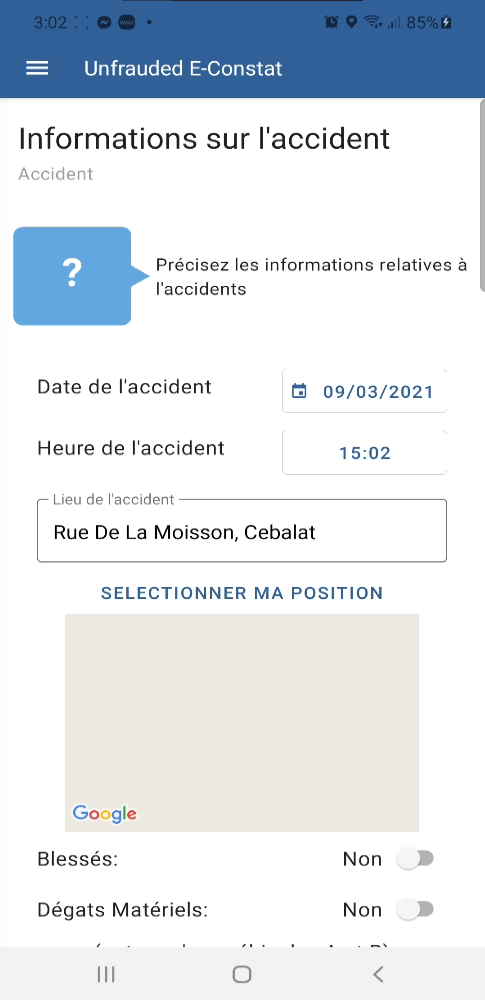 3:02
85%
Unfrauded E-Constat
Informations sur l'accident
Accident
?
Précisez les informations relatives à
l'accidents
Date de l'accident
09/03/2021
Heure de l'accident
15:02
Lieu de l'accident
Rue De La Moisson, Cebalat
SELECTIONNER MA POSITION
Google
Blessés:
Non
Dégats Matériels:
Non